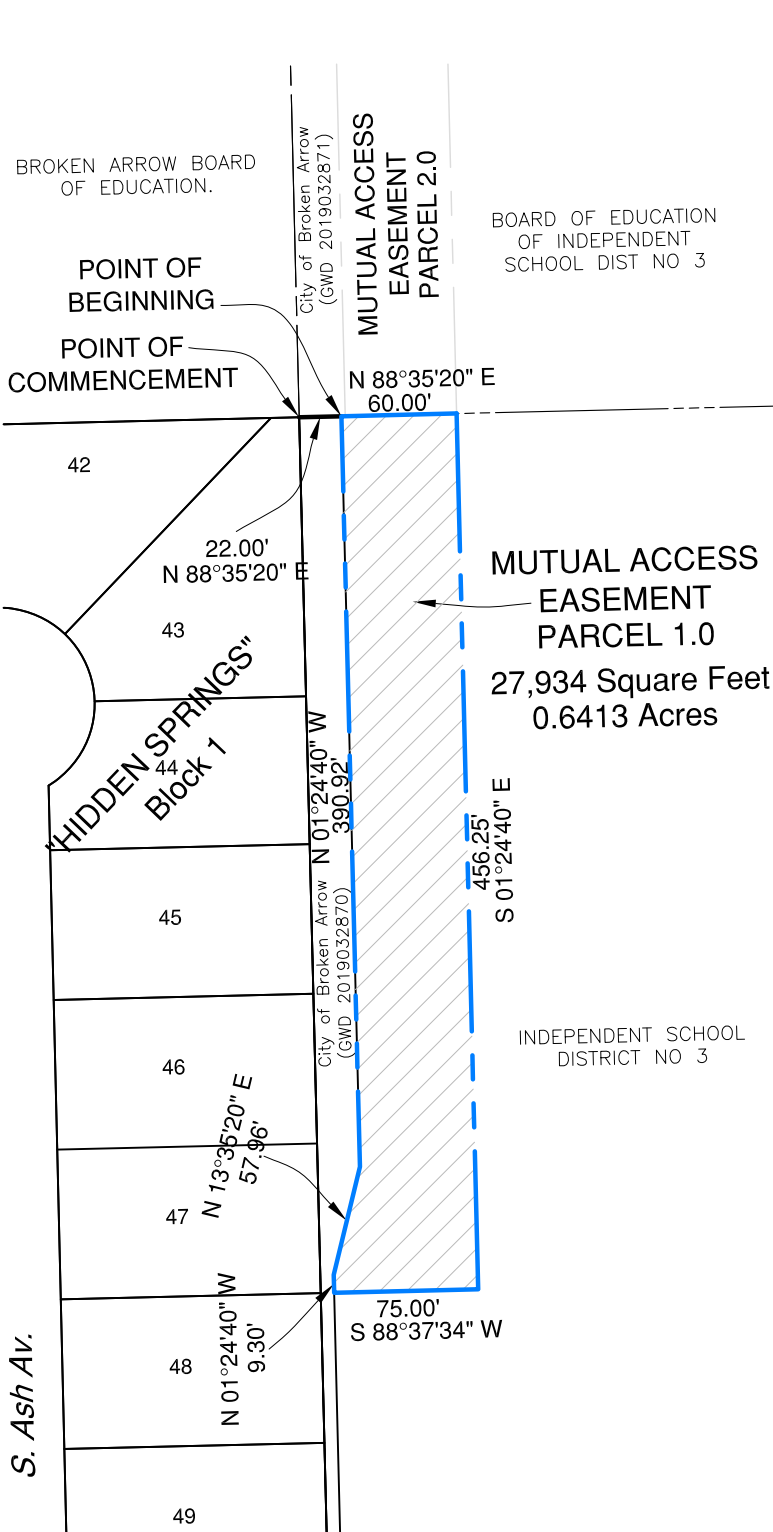 BROKEN ARROW BOARD
OF EDUCATION.
City of Broken Arrow
(GWD 2019032871)
MUTUAL ACCESS
EASEMENT
PARCEL 2.0
BOARD OF EDUCATION
OF INDEPENDENT
SCHOOL DIST NO 3
POINT OF
BEGINNING
POINT OF
COMMENCEMENT
N 88°35'20" E
60.00'
42
22.00'
N 88°35'20" E
43
MUTUAL ACCESS
EASEMENT
PARCEL 1.0
27,934 Square Feet
0.6413 Acres
"HIDDEN SPRINGS"
Block 1
44
N 01°24'40" W
390.92'
456.25'
S 01°24'40" E
45
City of Broken Arrow
(GWD 2019032870)
INDEPENDENT SCHOOL
DISTRICT NO 3
46
N 13°35'20" E
57.96'
47
75.00'
S 88°37'34" W
N 01°24'40" W
9.30'
48
S. Ash Av.
49